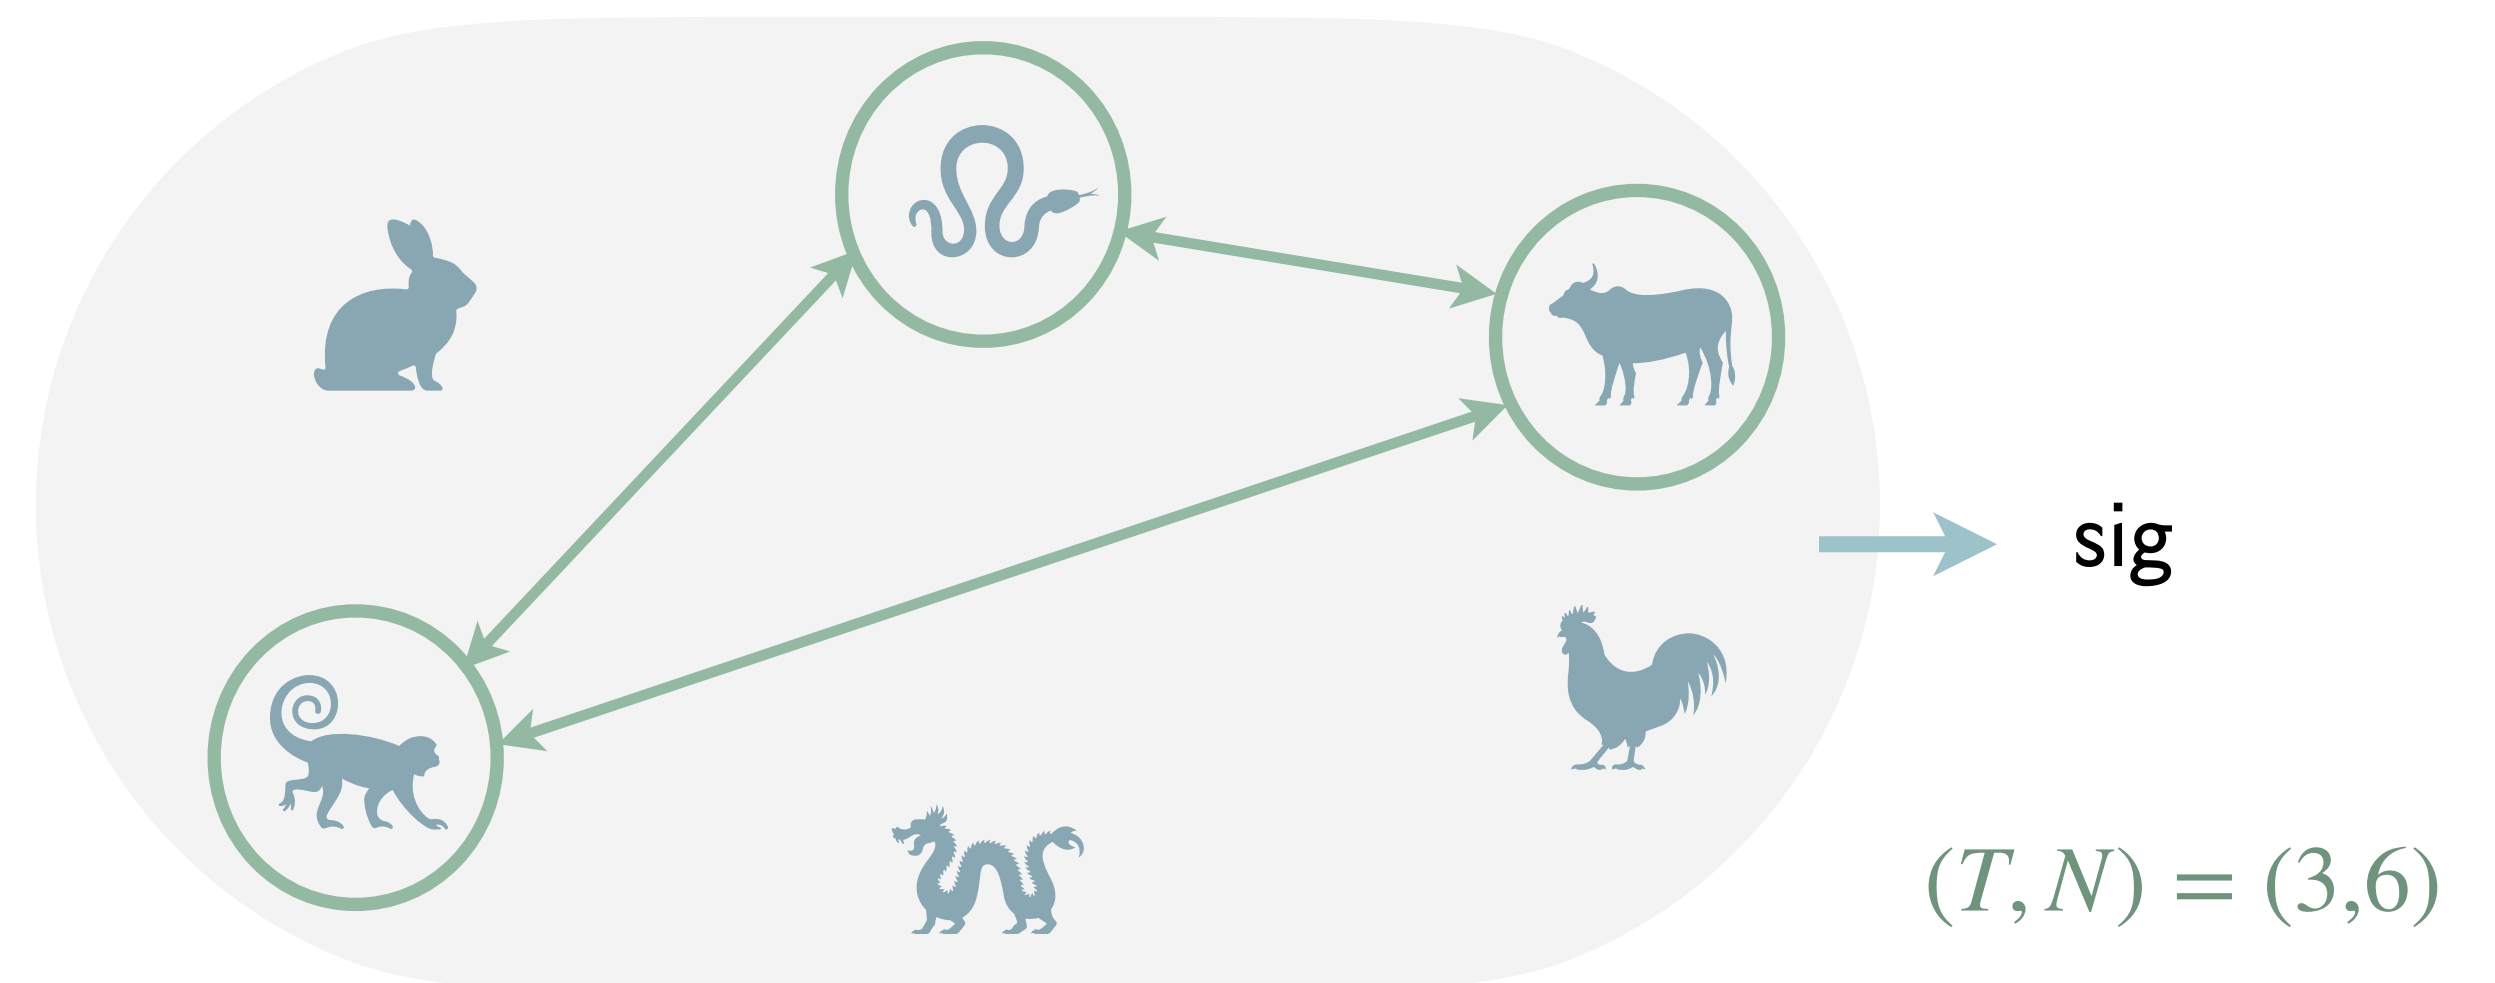 sig
(T, N) = (3, 6)